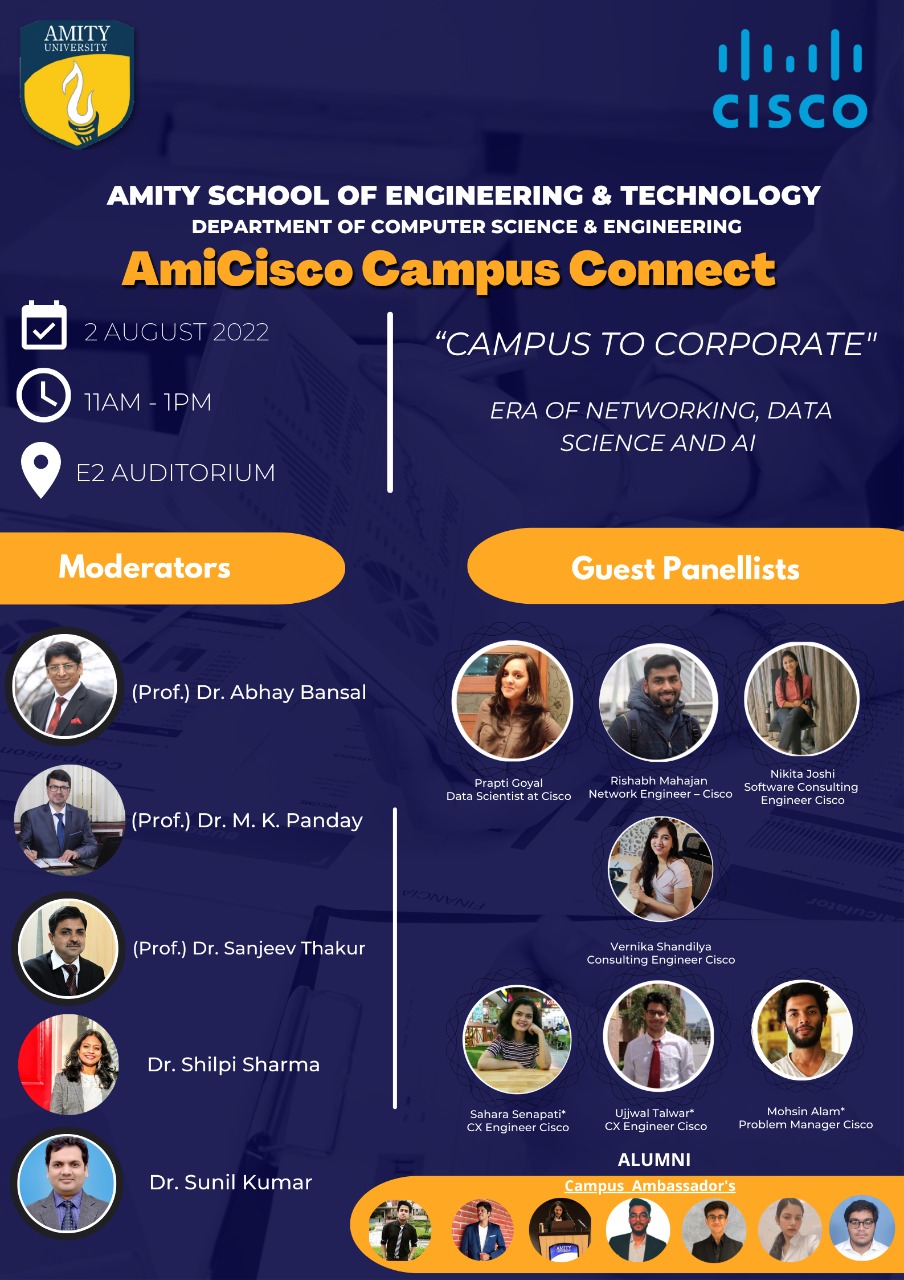 AMITY
UNIVERSITY
CISCO
AMITY SCHOOL OF ENGINEERING & TECHNOLOGY
DEPARTMENT OF COMPUTER SCIENCE & ENGINEERING
AmiCisco Campus Connect
2 AUGUST 2022
11AM - 1PM
E2 AUDITORIUM
“CAMPUS TO CORPORATE"
ERA OF NETWORKING, DATA
SCIENCE AND AI
Moderators
(Prof.) Dr. Abhay Bansal
(Prof.) Dr. M. K. Panday
(Prof.) Dr. Sanjeev Thakur
Dr. Shilpi Sharma
Dr. Sunil Kumar
Guest Panellists
Prapti Goyal
Data Scientist at Cisco
Rishabh Mahajan
Network Engineer – Cisco
Nikita Joshi
Software Consulting
Engineer Cisco
Vernika Shandilya
Consulting Engineer Cisco
Sahara Senapati*
CX Engineer Cisco
Ujjwal Talwar*
CX Engineer Cisco
Mohsin Alam*
Problem Manager Cisco
ALUMNI
Campus Ambassador's
AMITY